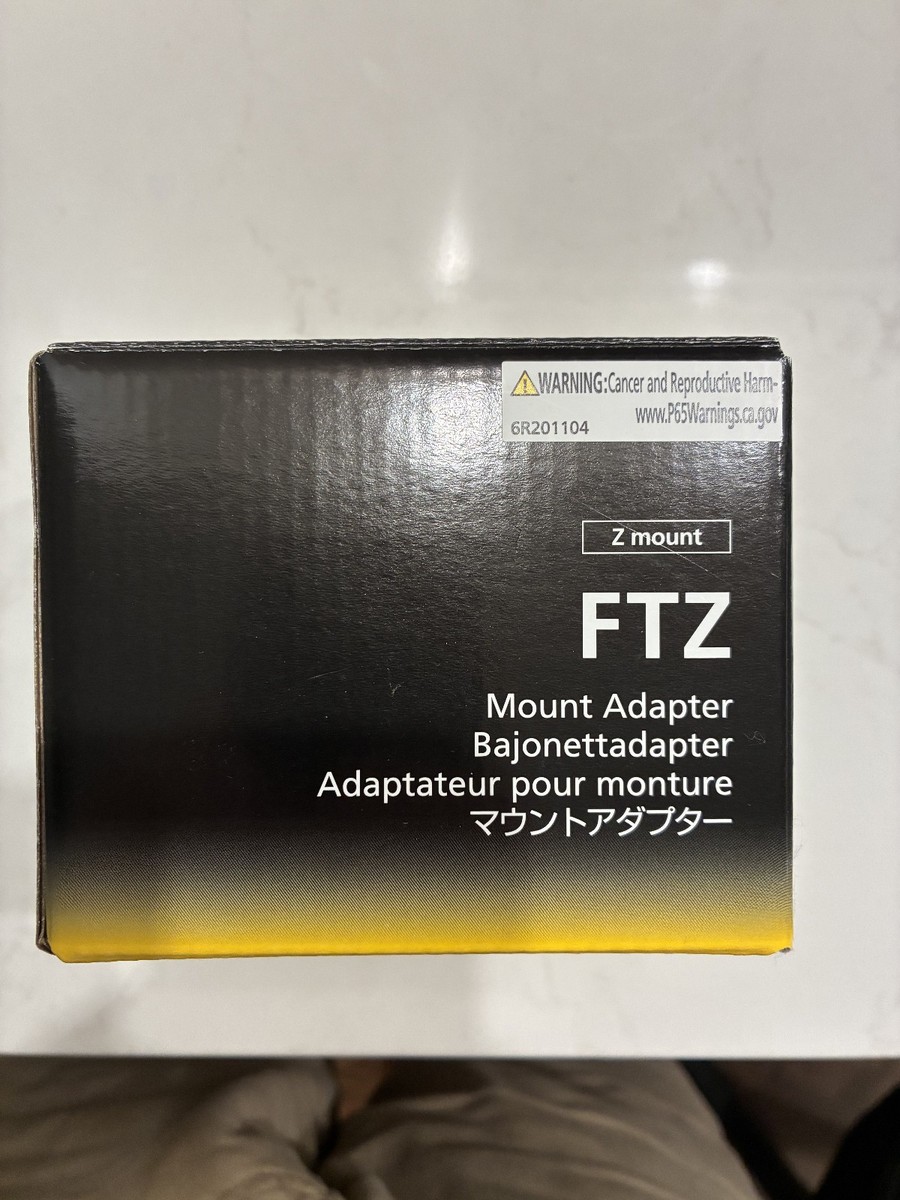 WARNING: Cancer and Reproductive Harm-
www.P65Warnings.ca.gov
6R201104
Z mount
FTZ
Mount Adapter
Bajonettadapter
Adaptateur pour monture
マウントアダプター